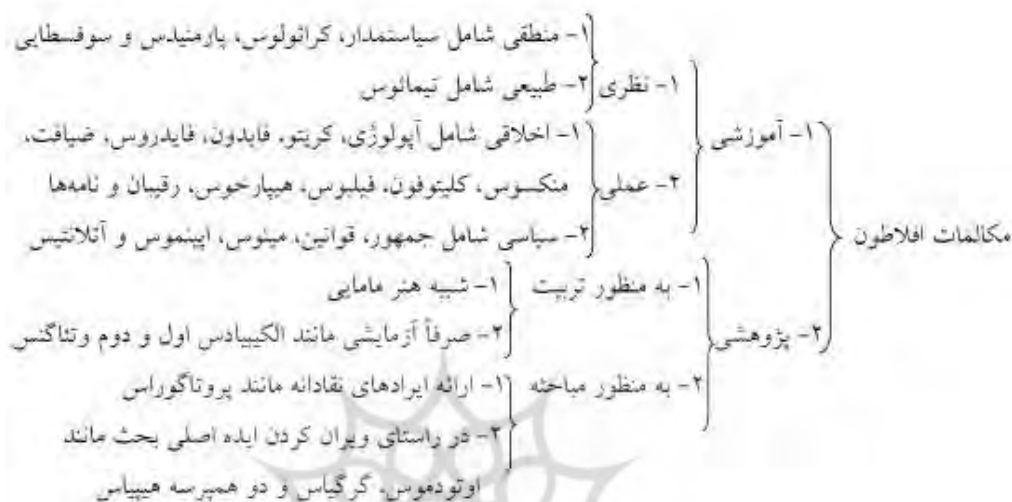 ۱- منطقی شامل سیاستمدار، کراتولوس، پارمنیدس و سوفسطایی
۱- نظری ۲- طبیعی شامل تیمائوس
۱- آموزشی ۱- اخلاقی شامل آپولوژی، کریتو، فایدون، فایدروس، ضیافت،
۲- عملی منکسوس، کلیتوفون، فیلبوس، هیپارخوس، رقیبان و نامه‌ها
مکالمات افلاطون ۲- سیاسی شامل جمهور، قوانین، مینوس، اپینموس و آتلانتیس
۱- به منظور تربیت ۱- شبیه هنر مامایی
۲- پژوهشی ۲- صرفاً آزمایشی مانند الکیبیادس اول و دوم وتئاگنس
۲- به منظور مباحثه ۱- ارائه ایرادهای نقادانه مانند پروتاگوراس
۲- در راستای ویران کردن ایده اصلی بحث مانند
اوتودموس، گرگیاس و دو همپرسه هیپیاس